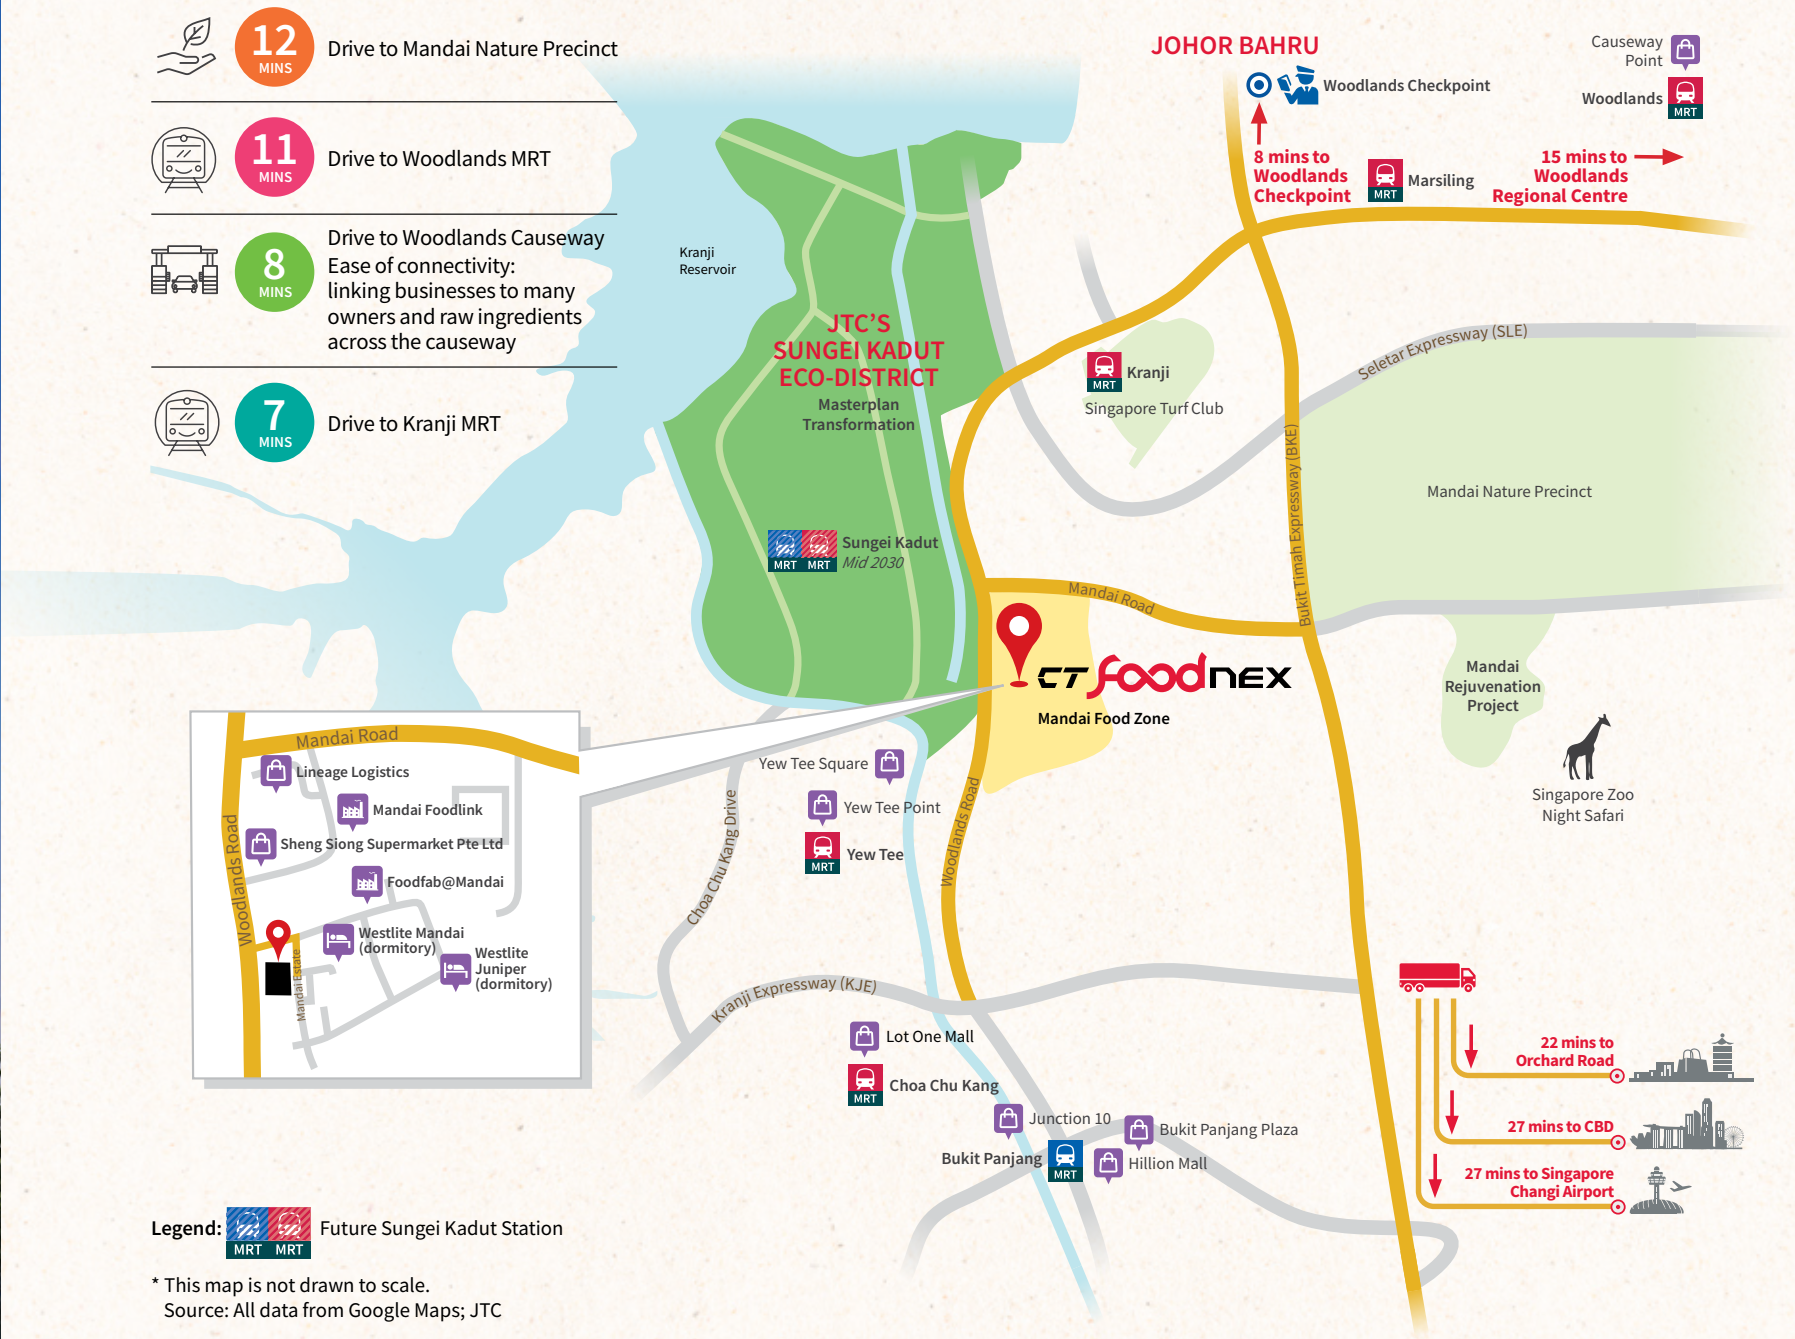 12
MINS
Drive to Mandai Nature Precinct
11
MINS
Drive to Woodlands MRT
8
MINS
Drive to Woodlands Causeway
Ease of connectivity:
linking businesses to many
owners and raw ingredients
across the causeway
7
MINS
Drive to Kranji MRT
JOHOR BAHRU
Woodlands Checkpoint
Causeway
Point
Woodlands
MRT
8 mins to
Woodlands
Checkpoint
MRT
Marsiling
15 mins to
Woodlands
Regional Centre
Kranji
Reservoir
JTC'S
SUNGEI KADUT
ECO-DISTRICT
Masterplan
Transformation
MRT
Kranji
Singapore Turf Club
Seletar Expressway (SLE)
Bukit Timah Expressway (BKE)
Mandai Nature Precinct
MRT MRT
Sungei Kadut
Mid 2030
Mandai Road
CT foodnex
Mandai Food Zone
Mandai
Rejuvenation
Project
Singapore Zoo
Night Safari
Mandai Road
Woodlands Road
Lineage Logistics
Mandai Foodlink
Sheng Siong Supermarket Pte Ltd
Foodfab@Mandai
Westlite Mandai
(dormitory)
Westlite
Juniper
(dormitory)
Mandai Estate
Yew Tee Square
Yew Tee Point
MRT
Yew Tee
Choa Chu Kang Drive
Woodlands Road
Kranji Expressway (KJE)
Lot One Mall
MRT
Choa Chu Kang
Junction 10
Bukit Panjang Plaza
Bukit Panjang
MRT
Hillion Mall
22 mins to
Orchard Road
27 mins to CBD
27 mins to Singapore
Changi Airport
Legend:
MRT MRT
Future Sungei Kadut Station
* This map is not drawn to scale.
Source: All data from Google Maps; JTC